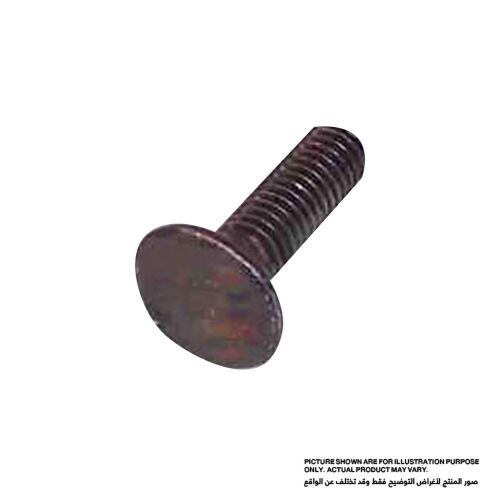 PICTURE SHOWN ARE FOR ILLUSTRATION PURPOSE
ONLY. ACTUAL PRODUCT MAY VARY.
صور المنتج لأغراض التوضيح فقط وقد تختلف عن الواقع